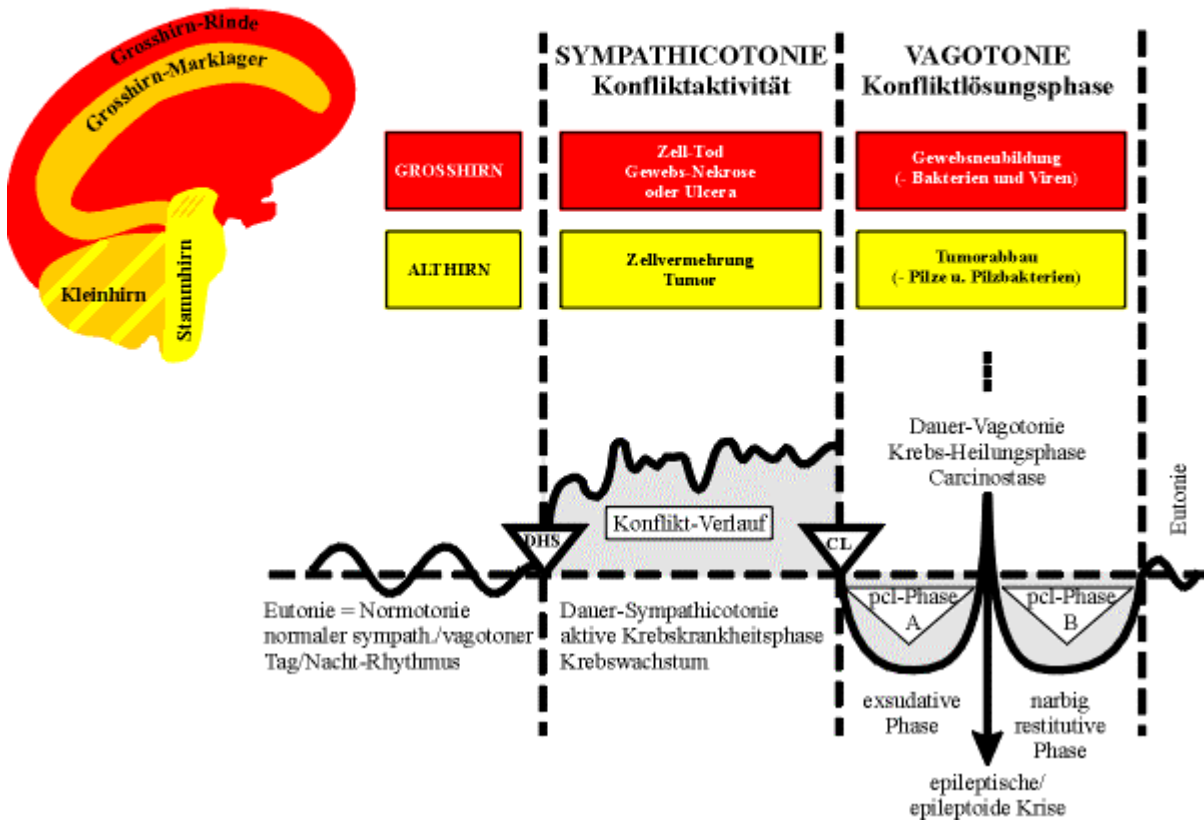 Grosshirn-Rinde
Grosshirn-Marklager
Kleinhirn
Stammhirn
SYMPATHICOTONIE
Konfliktaktivität
VAGOTONIE
Konfliktlösungsphase
GROSSHIRN
Zell-Tod
Gewebs-Nekrose
oder Ulcera
Gewebsneubildung
(- Bakterien und Viren)
ALTHIRN
Zellvermehrung
Tumor
Tumorabbau
(- Pilze u. Pilzbakterien)
Dauer-Vagotonie
Krebs-Heilungsphase
Carcinostase
Eutonie
Konflikt-Verlauf
DHS
CL
pcl-Phase
A
pcl-Phase
B
Eutonie = Normotonie
normaler sympath./vagotoner
Tag/Nacht-Rhythmus
Dauer-Sympathicotonie
aktive Krebskrankheitsphase
Krebswachstum
exsudative
Phase
narbig
restitutive
Phase
epileptische/
epileptoide Krise